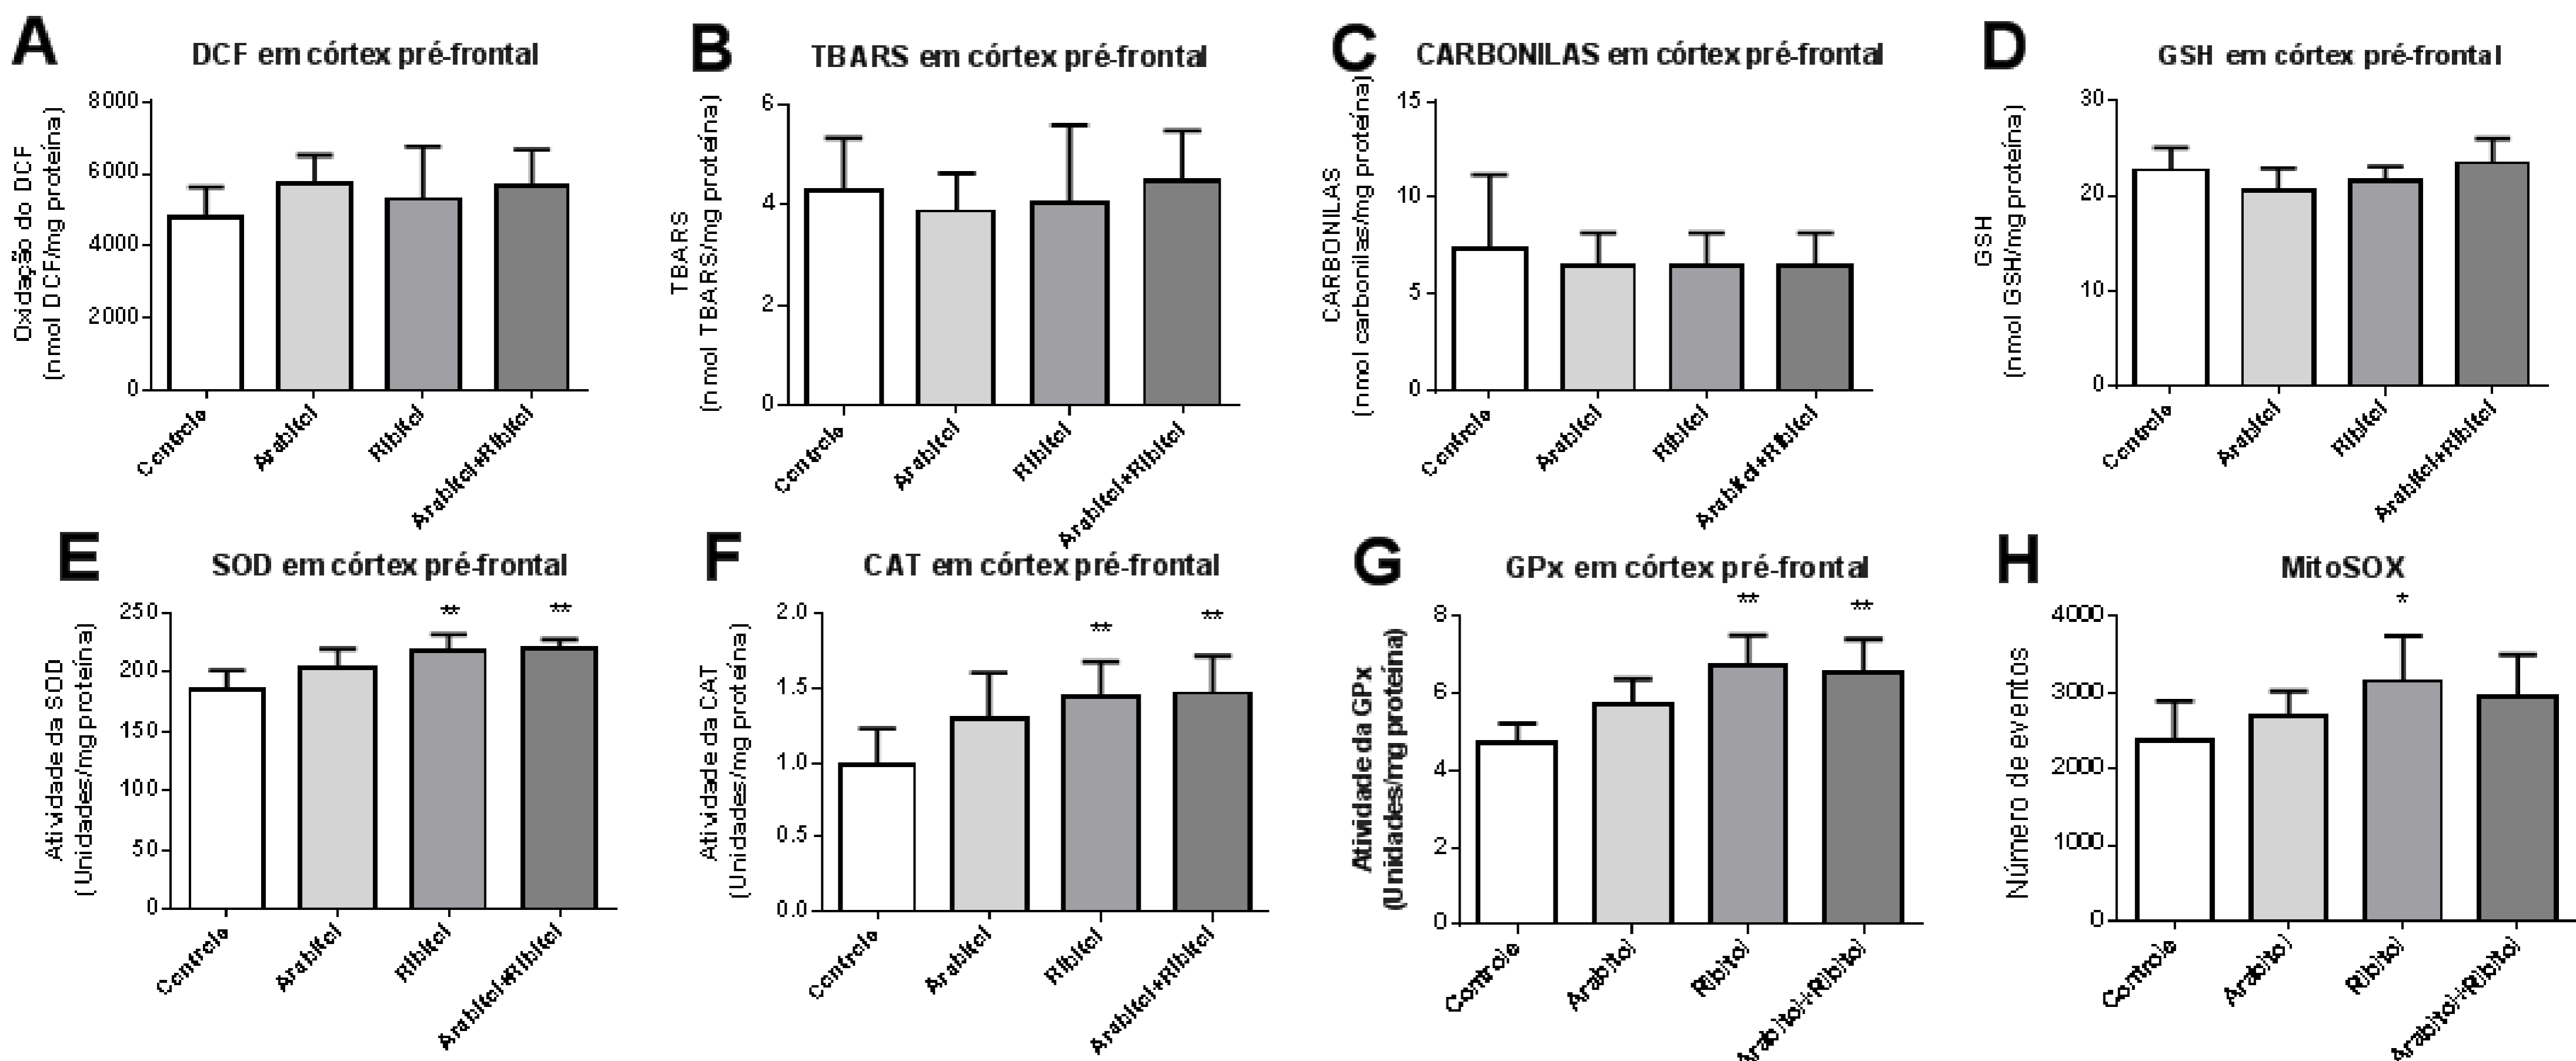 A
DCF em córtex pré-frontal
Oxidação do DCF
(nmol DCF/mg proteína)
8000
6000
4000
2000
0
Controle
Arabitol
Ribitol
Arabitol+Ribitol
B
TBARS em córtex pré-frontal
TBARS
(nmol TBARS/mg proteína)
6
4
2
0
Controle
Arabitol
Ribitol
Arabitol+Ribitol
C
CARBONILAS em córtex pré-frontal
CARBONILAS
(nmol carbonilas/mg proteína)
15
10
5
0
Controle
Arabitol
Ribitol
Arabitol+Ribitol
D
GSH em córtex pré-frontal
GSH
(nmol GSH/mg proteína)
30
20
10
0
Controle
Arabitol
Ribitol
Arabitol+Ribitol
E
SOD em córtex pré-frontal
Atividade da SOD
(Unidades/mg proteína)
250
200
150
100
50
0
**
**
Controle
Arabitol
Ribitol
Arabitol+Ribitol
F
CAT em córtex pré-frontal
Atividade da CAT
(Unidades/mg proteína)
2.0
1.5
1.0
0.5
0.0
**
**
Controle
Arabitol
Ribitol
Arabitol+Ribitol
G
GPx em córtex pré-frontal
Atividade da GPx
(Unidades/mg proteína)
8
6
4
2
0
**
**
Controle
Arabitol
Ribitol
Arabitol+Ribitol
H
MitoSOX
Número de eventos
4000
3000
2000
1000
0
*
Controle
Arabitol
Ribitol
Arabitol+Ribitol